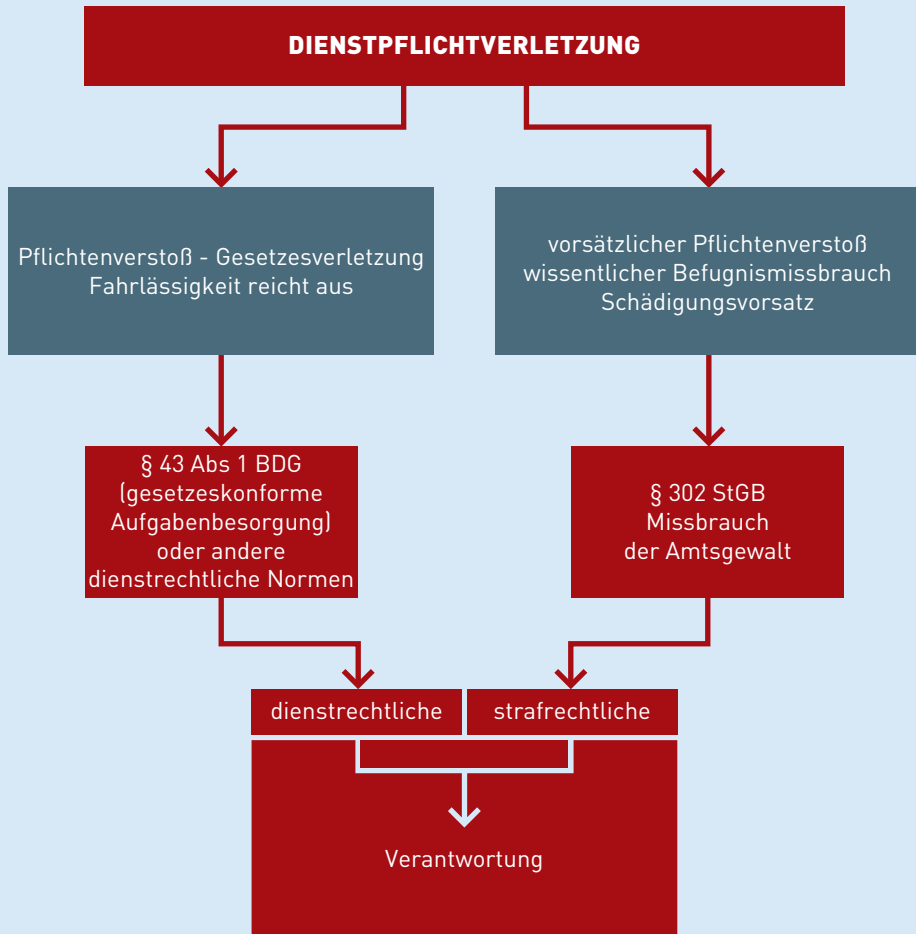 DIENSTPFLICHTVERLETZUNG
Pflichtenverstoß - Gesetzesverletzung
Fahrlässigkeit reicht aus
vorsätzlicher Pflichtenverstoß
wissentlicher Befugnismissbrauch
Schädigungsvorsatz
§ 43 Abs 1 BDG
(gesetzeskonforme
Aufgabenbesorgung)
oder andere
dienstrechtliche Normen
§ 302 StGB
Missbrauch
der Amtsgewalt
dienstrechtliche
strafrechtliche
Verantwortung